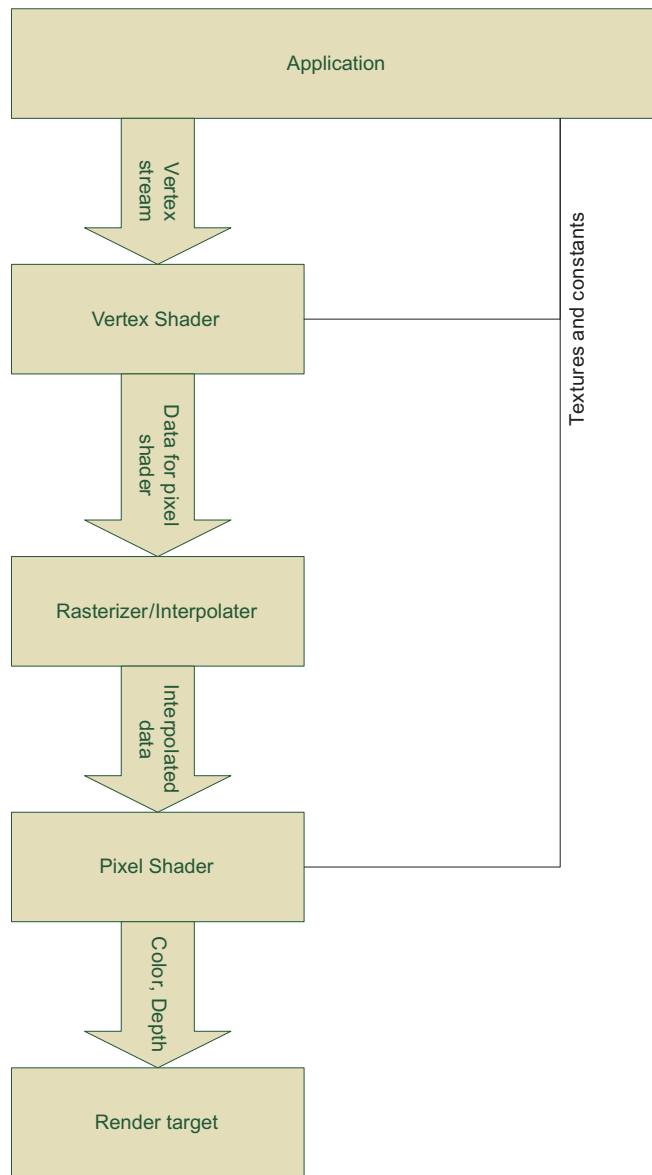 Application
Vertex
stream
Textures and constants
Vertex Shader
Data for pixel
shader
Rasterizer/Interpolater
Interpolated
data
Pixel Shader
Color, Depth
Render target